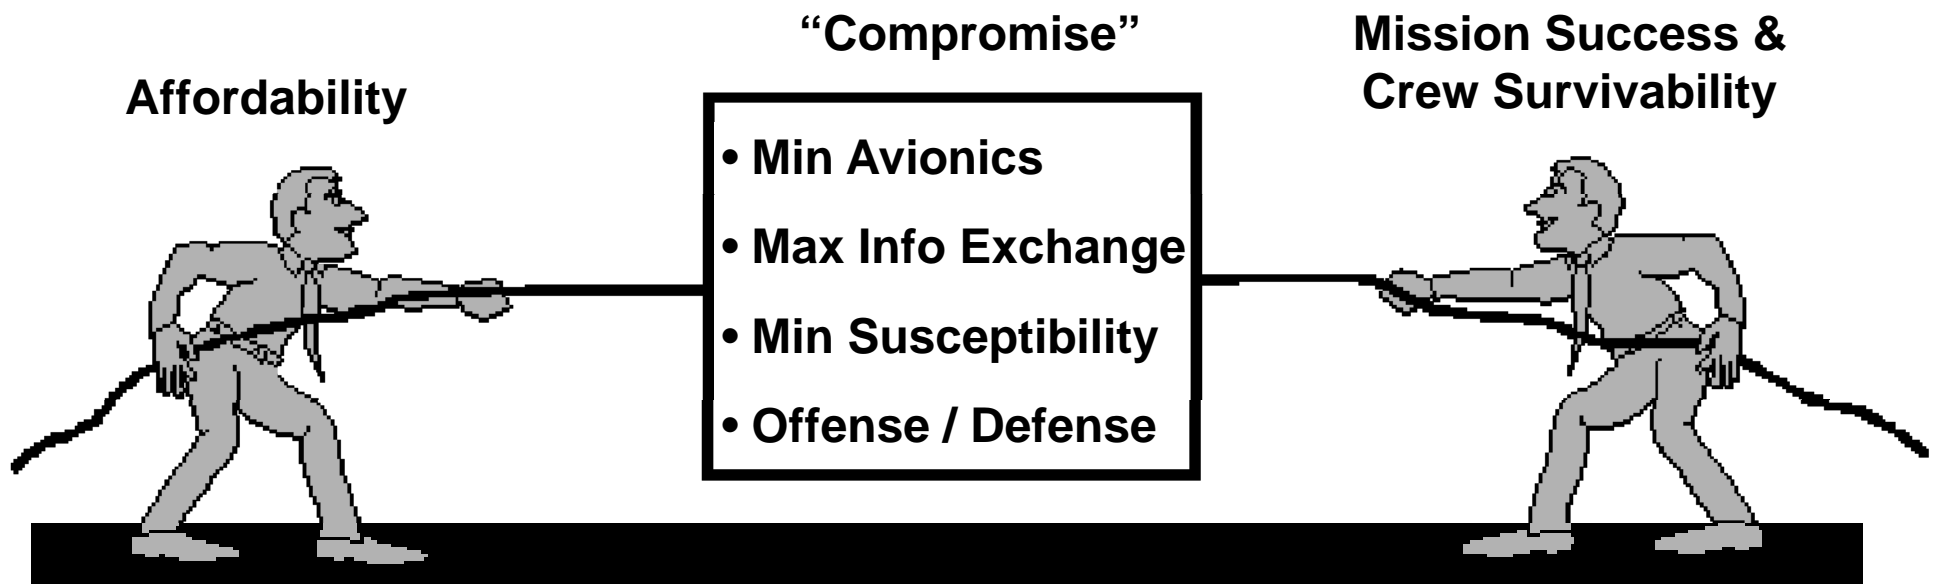 Affordability
“Compromise”
• Min Avionics
• Max Info Exchange
• Min Susceptibility
• Offense / Defense
Mission Success &
Crew Survivability